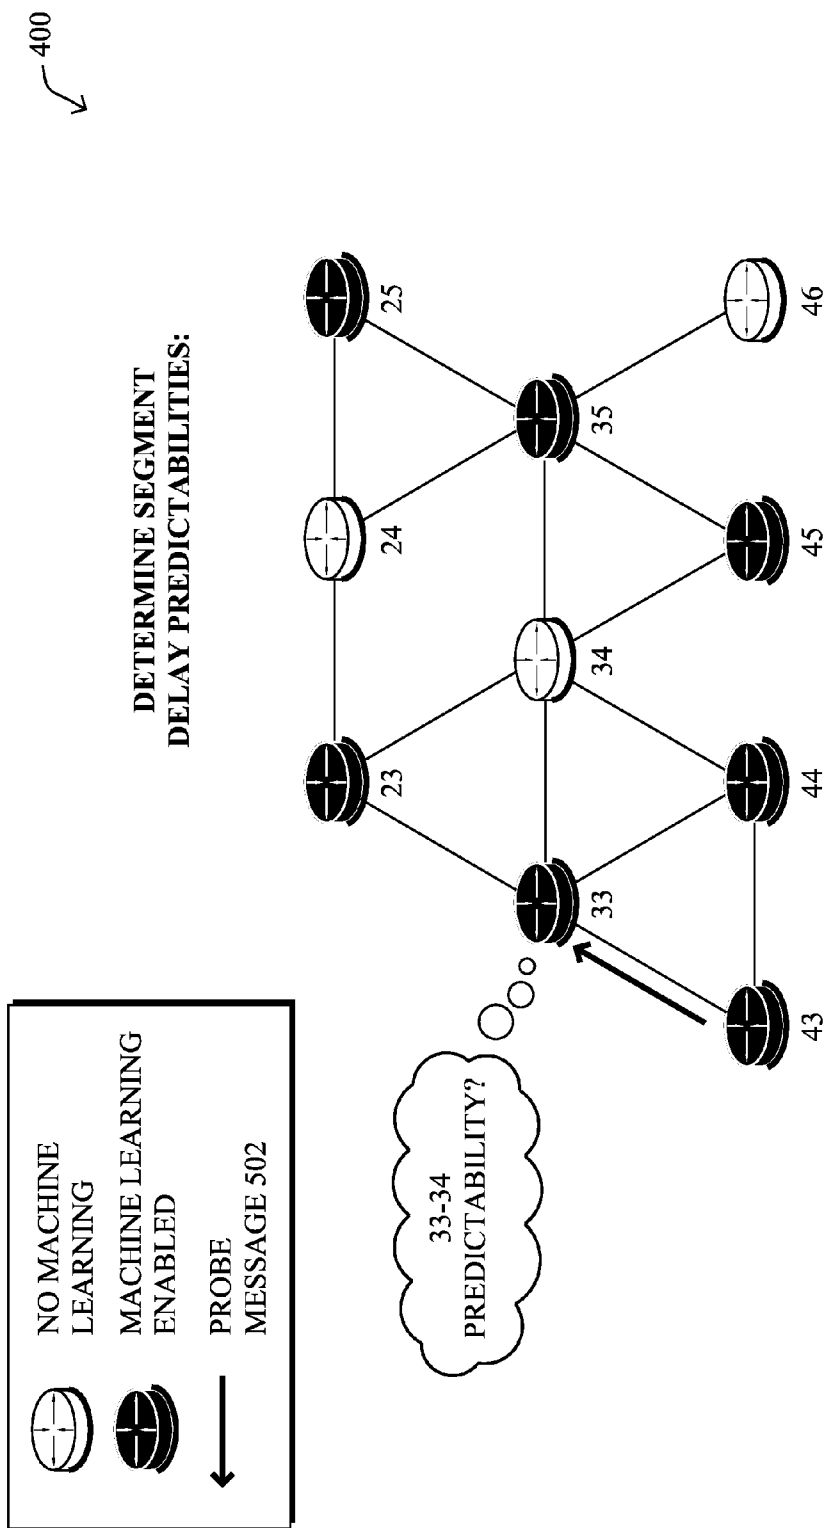 400
NO MACHINE
LEARNING
MACHINE LEARNING
ENABLED
PROBE
MESSAGE 502
DETERMINE SEGMENT
DELAY PREDICTABILITIES:
33-34
PREDICTABILITY?
23
24
25
33
34
35
43
44
45
46